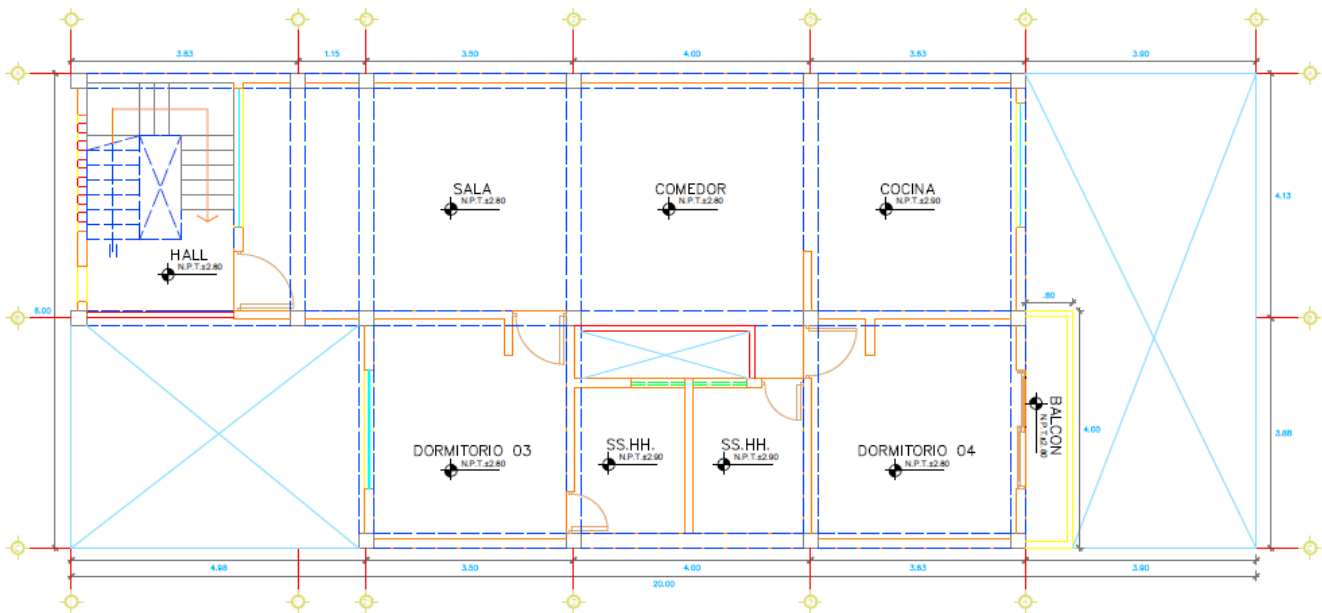 3.83 1.15 3.50 4.00 3.63 3.90
SALA
N.P.T.±2.80
COMEDOR
N.P.T.±2.80
COCINA
N.P.T.±2.90
4.13
HALL
N.P.T.±2.80
8.00
.80
BALCON
N.P.T.±2.80
4.00
3.88
DORMITORIO 03
N.P.T.±2.80
SS.HH.
N.P.T.±2.90
SS.HH.
N.P.T.±2.90
DORMITORIO 04
N.P.T.±2.80
4.98 3.50 4.00 3.63 3.90
20.00